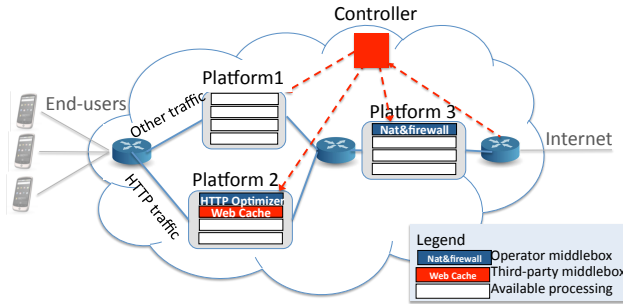 Controller
Platform1
End-users
Other traffic
Platform 3
Nat&firewall
Internet
Platform 2
HTTP Optimizer
Web Cache
HTTP traffic
Legend
Nat&firewall Operator middlebox
Web Cache Third-party middlebox
Available processing